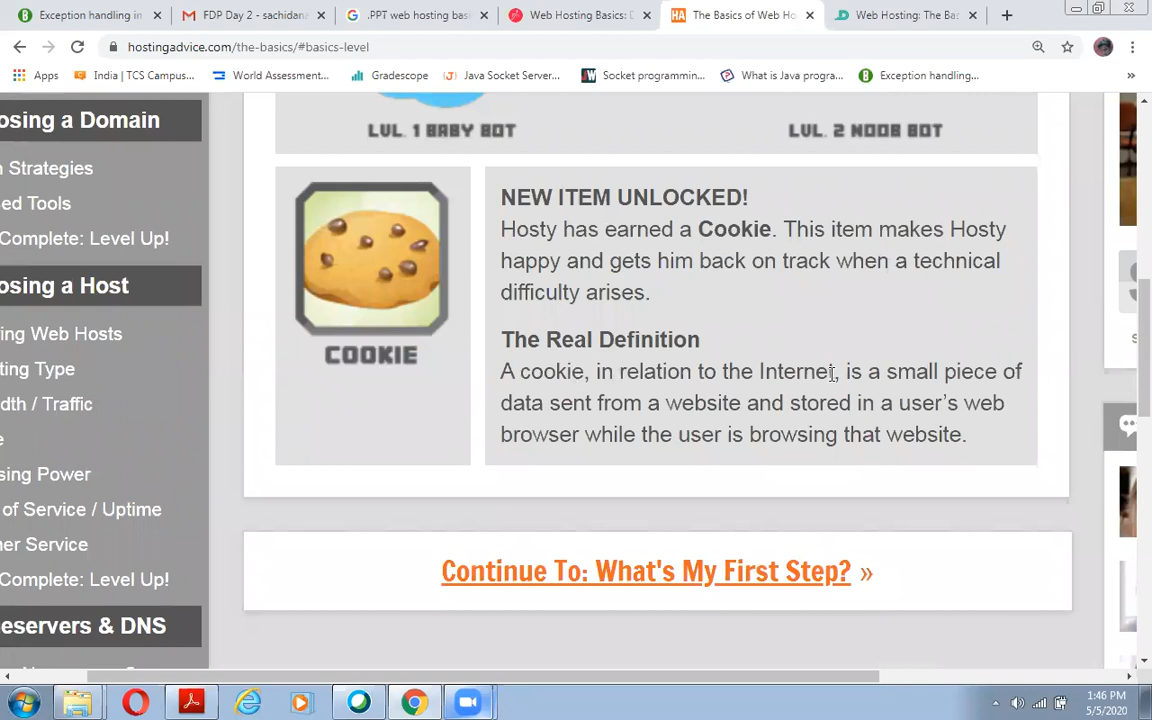 Exception handling in
FDP Day 2 - sachidan
.PPT web hosting bas
Web Hosting Basics: D
HA The Basics of Web Ho
Web Hosting: The Bas
hostingadvice.com/the-basics/#basics-level
Apps
India | TCS Campus...
World Assessment...
Gradescope
Java Socket Server...
Socket programmin...
What is Java progra...
Exception handling...
»
osing a Domain
n Strategies
ed Tools
Complete: Level Up!
osing a Host
ing Web Hosts
ting Type
dth / Traffic
e
sing Power
of Service / Uptime
ner Service
Complete: Level Up!
eservers & DNS
LVL. 1 BABY BOT
LVL. 2 NOOB BOT
COOKIE
NEW ITEM UNLOCKED!
Hosty has earned a Cookie. This item makes Hosty
happy and gets him back on track when a technical
difficulty arises.
The Real Definition
A cookie, in relation to the Internet, is a small piece of
data sent from a website and stored in a user's web
browser while the user is browsing that website.
Continue To: What's My First Step? »
1:46 PM
5/5/2020